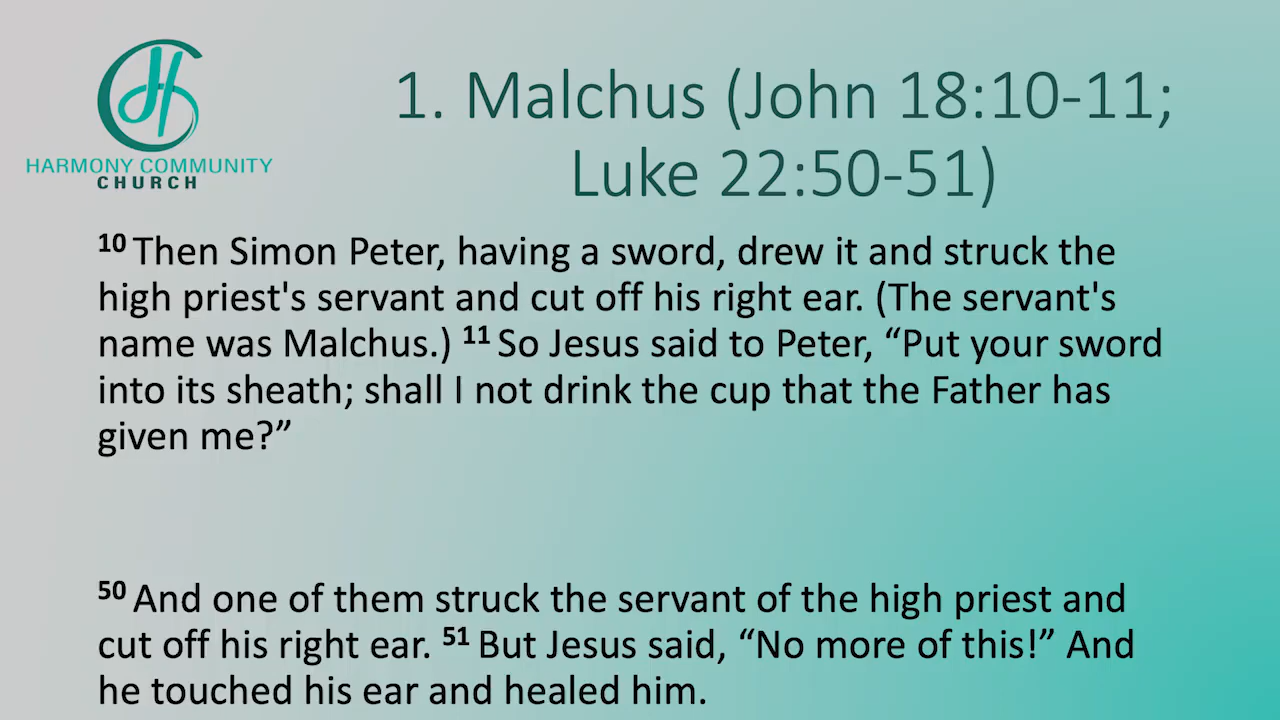 HARMONY COMMUNITY
CHURCH
1. Malchus (John 18:10-11;
Luke 22:50-51)
10 Then Simon Peter, having a sword, drew it and struck the
high priest's servant and cut off his right ear. (The servant's
name was Malchus.) 11 So Jesus said to Peter, “Put your sword
into its sheath; shall I not drink the cup that the Father has
given me?”
50 And one of them struck the servant of the high priest and
cut off his right ear. 51 But Jesus said, “No more of this!” And
he touched his ear and healed him.